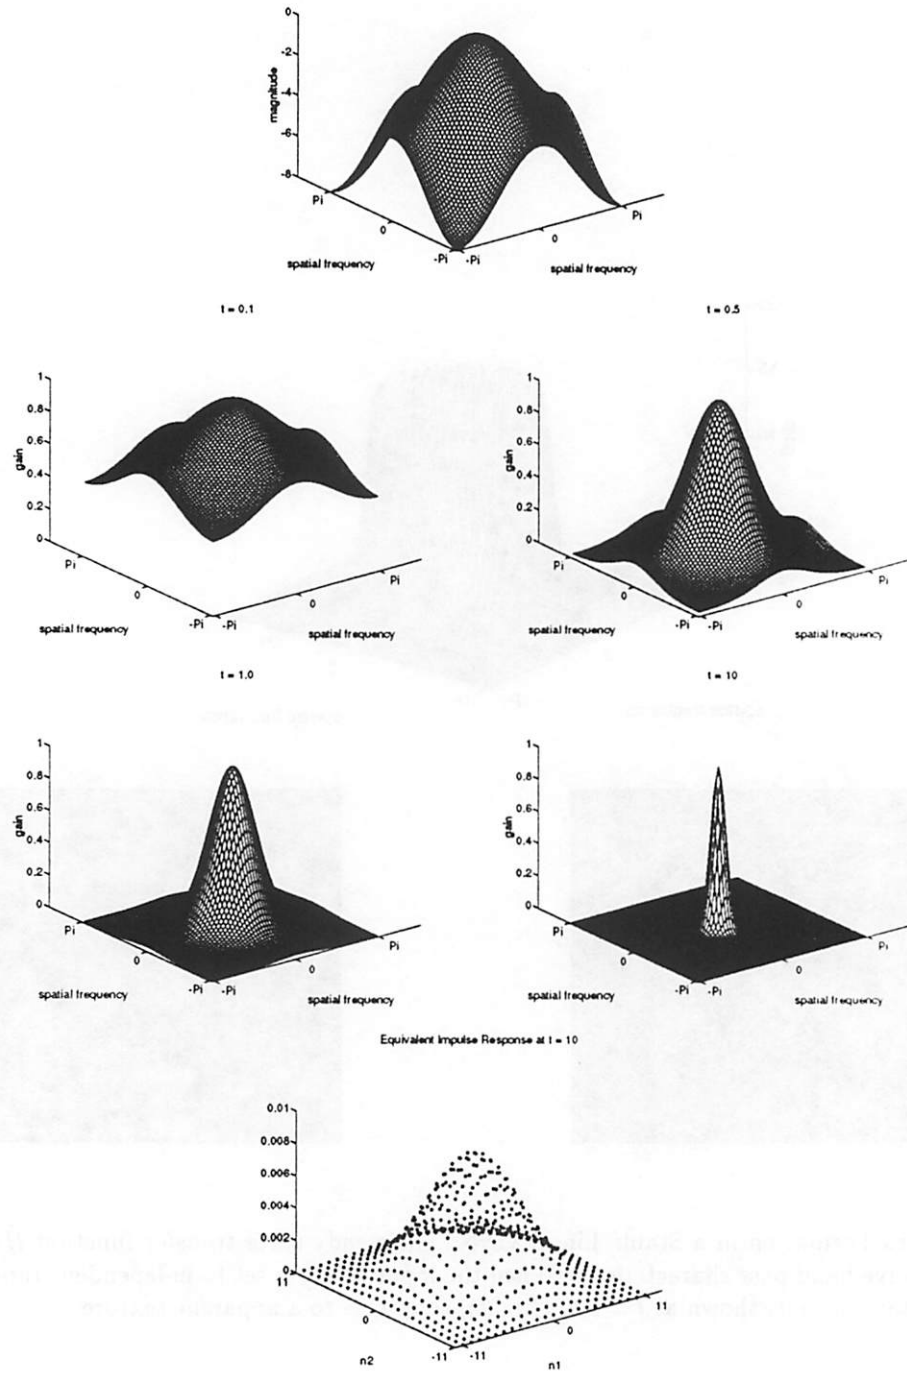 0
-2
-4
-6
-8
magnitude
Pi
0
-Pi
-Pi
0
Pi
spatial frequency
spatial frequency
t = 0.1
t = 0.5
1
0.8
0.6
0.4
0.2
0
gain
Pi
0
-Pi
-Pi
0
Pi
spatial frequency
spatial frequency
1
0.8
0.6
0.4
0.2
0
gain
Pi
0
-Pi
-Pi
0
Pi
spatial frequency
spatial frequency
t = 1.0
t = 10
1
0.8
0.6
0.4
0.2
0
gain
Pi
0
-Pi
-Pi
0
Pi
spatial frequency
spatial frequency
1
0.8
0.6
0.4
0.2
0
gain
Pi
0
-Pi
-Pi
0
Pi
spatial frequency
spatial frequency
Equivalent Impulse Response at t = 10
0.01
0.008
0.006
0.004
0.002
0
11
0
-11
-11
0
11
n2
n1